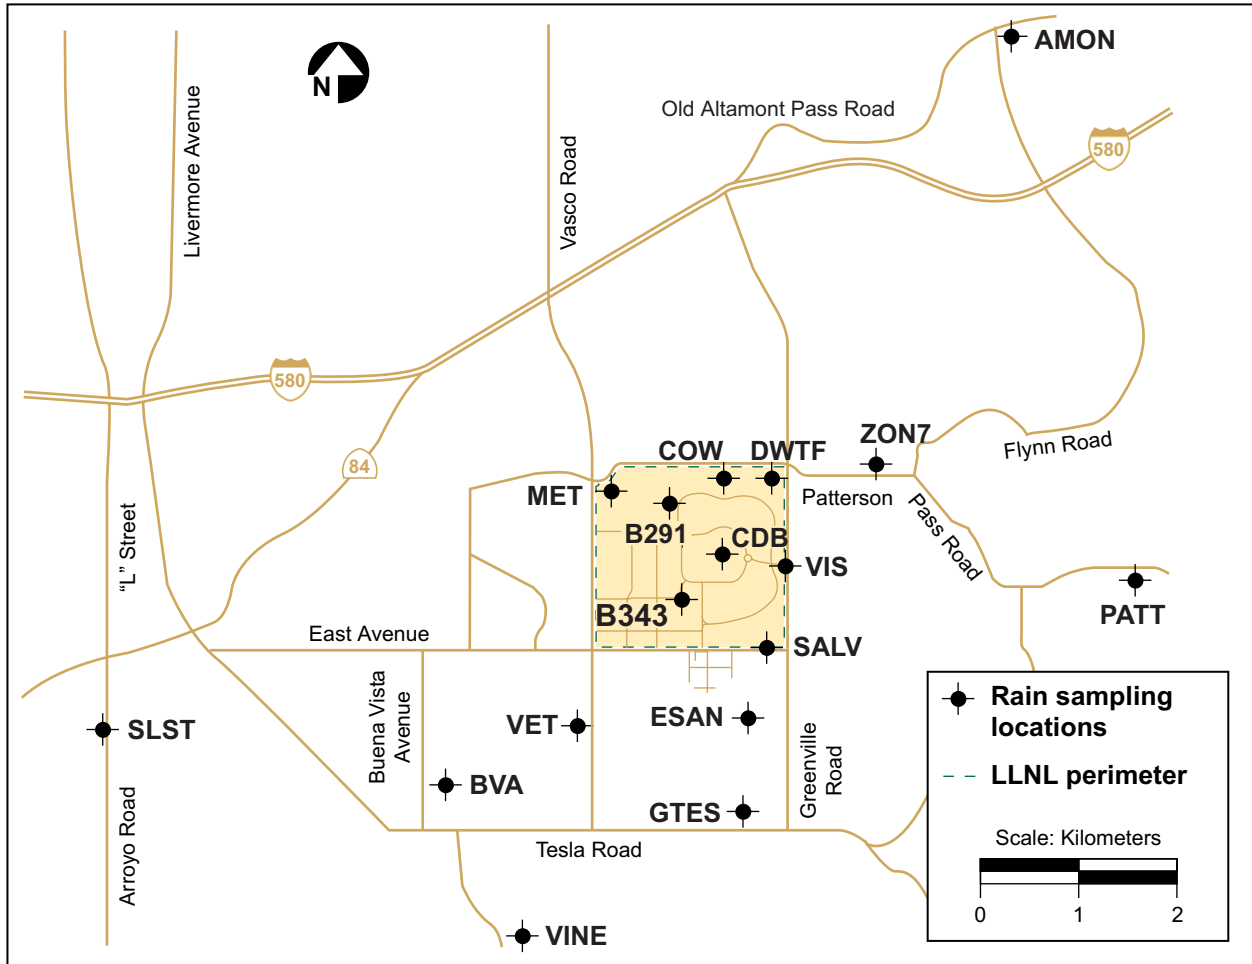 AMON
N
Old Altamont Pass Road
580
Livermore Avenue
Vasco Road
580
ZON7
COW
DWTF
Flynn Road
84
MET
Patterson
Pass Road
B291
CDB
"L" Street
VIS
B343
PATT
East Avenue
SALV
Buena Vista
Avenue
VET
ESAN
SLST
Greenville
Road
BVA
GTES
Arroyo Road
Tesla Road
VINE
Rain sampling
locations
LLNL perimeter
Scale: Kilometers
0 1 2